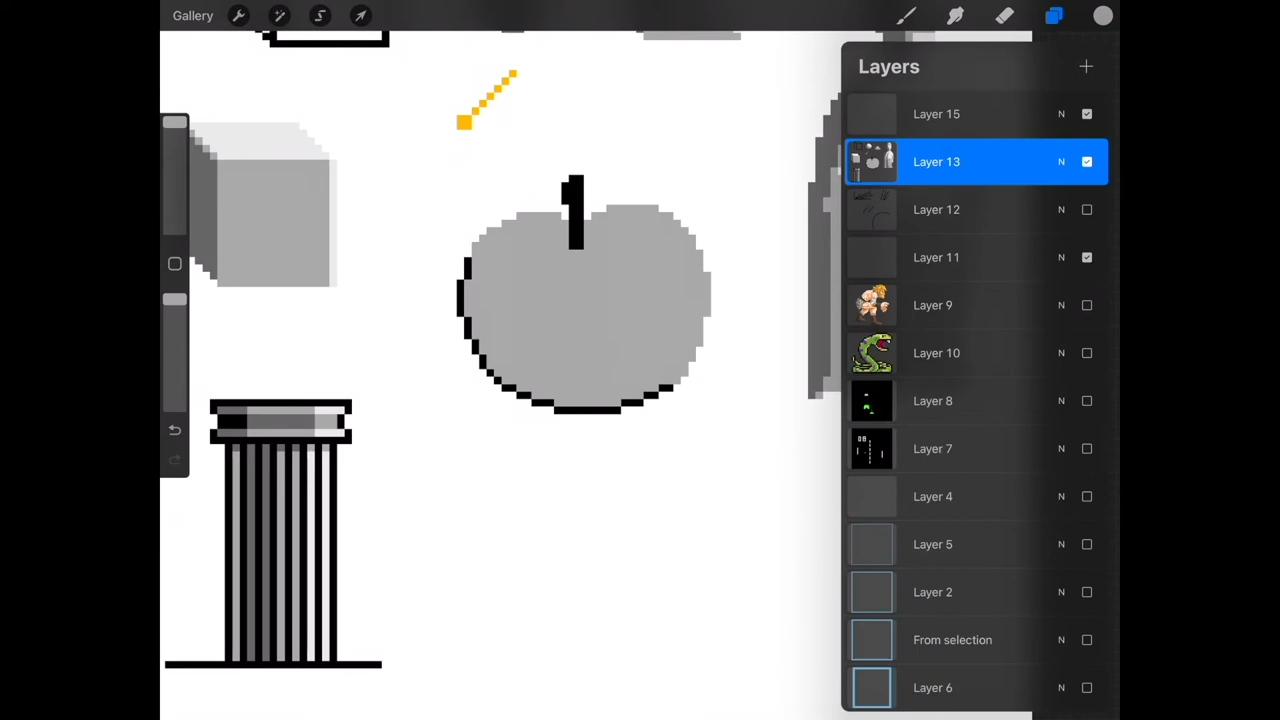 Gallery
Layers
Layer 15 N
Layer 13 N
Layer 12 N
Layer 11 N
Layer 9 N
Layer 10 N
Layer 8 N
Layer 7 N
Layer 4 N
Layer 5 N
Layer 2 N
From selection N
Layer 6 N